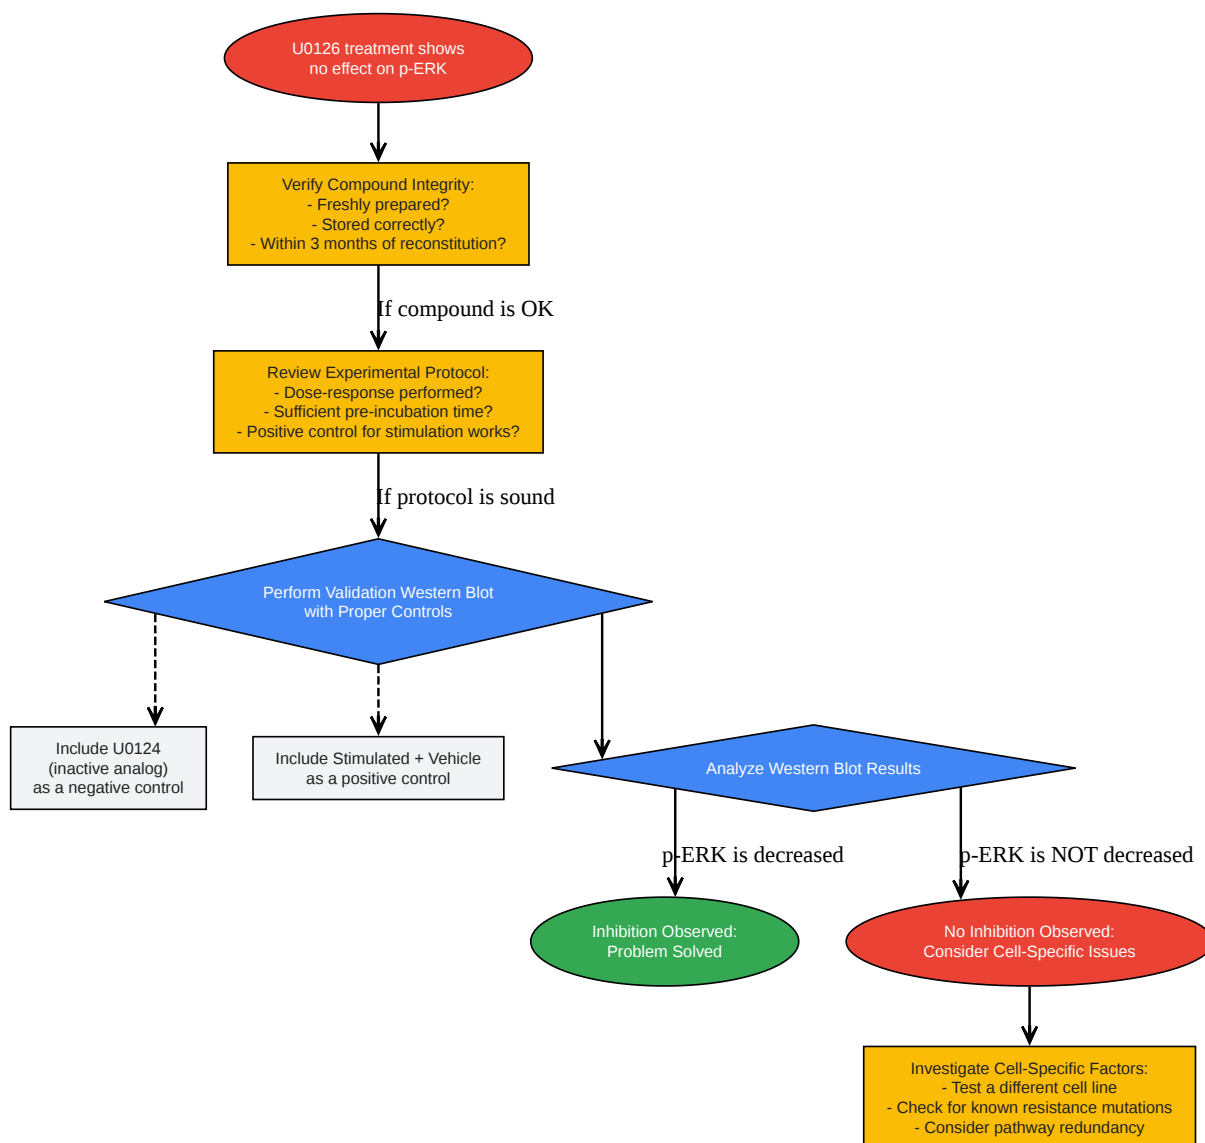 U0126 treatment shows
no effect on p-ERK
Verify Compound Integrity:
- Freshly prepared?
- Stored correctly?
- Within 3 months of reconstitution?
If compound is OK
Review Experimental Protocol:
- Dose-response performed?
- Sufficient pre-incubation time?
- Positive control for stimulation works?
If protocol is sound
Perform Validation Western Blot
with Proper Controls
Include U0124
(inactive analog)
as a negative control
Include Stimulated + Vehicle
as a positive control
Analyze Western Blot Results
p-ERK is decreased
p-ERK is NOT decreased
Inhibition Observed:
Problem Solved
No Inhibition Observed:
Consider Cell-Specific Issues
Investigate Cell-Specific Factors:
- Test a different cell line
- Check for known resistance mutations
- Consider pathway redundancy